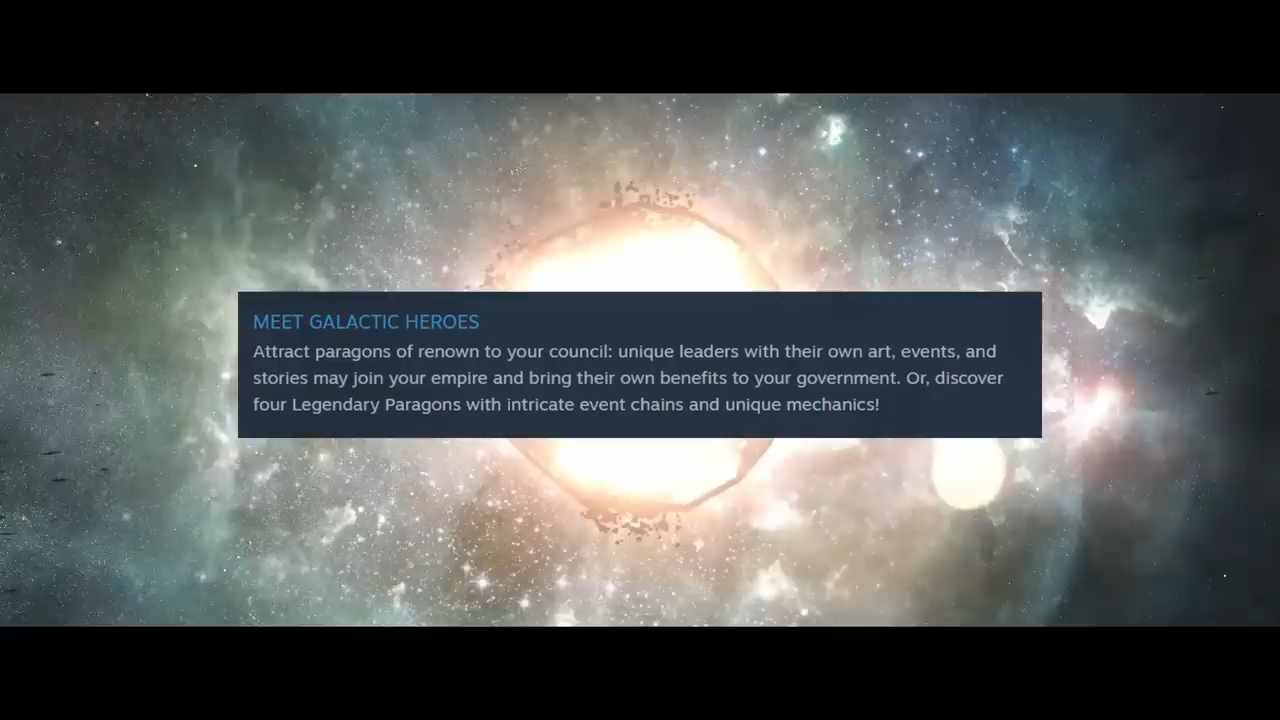 MEET GALACTIC HEROES
Attract paragons of renown to your council: unique leaders with their own art, events, and
stories may join your empire and bring their own benefits to your government. Or, discover
four Legendary Paragons with intricate event chains and unique mechanics!